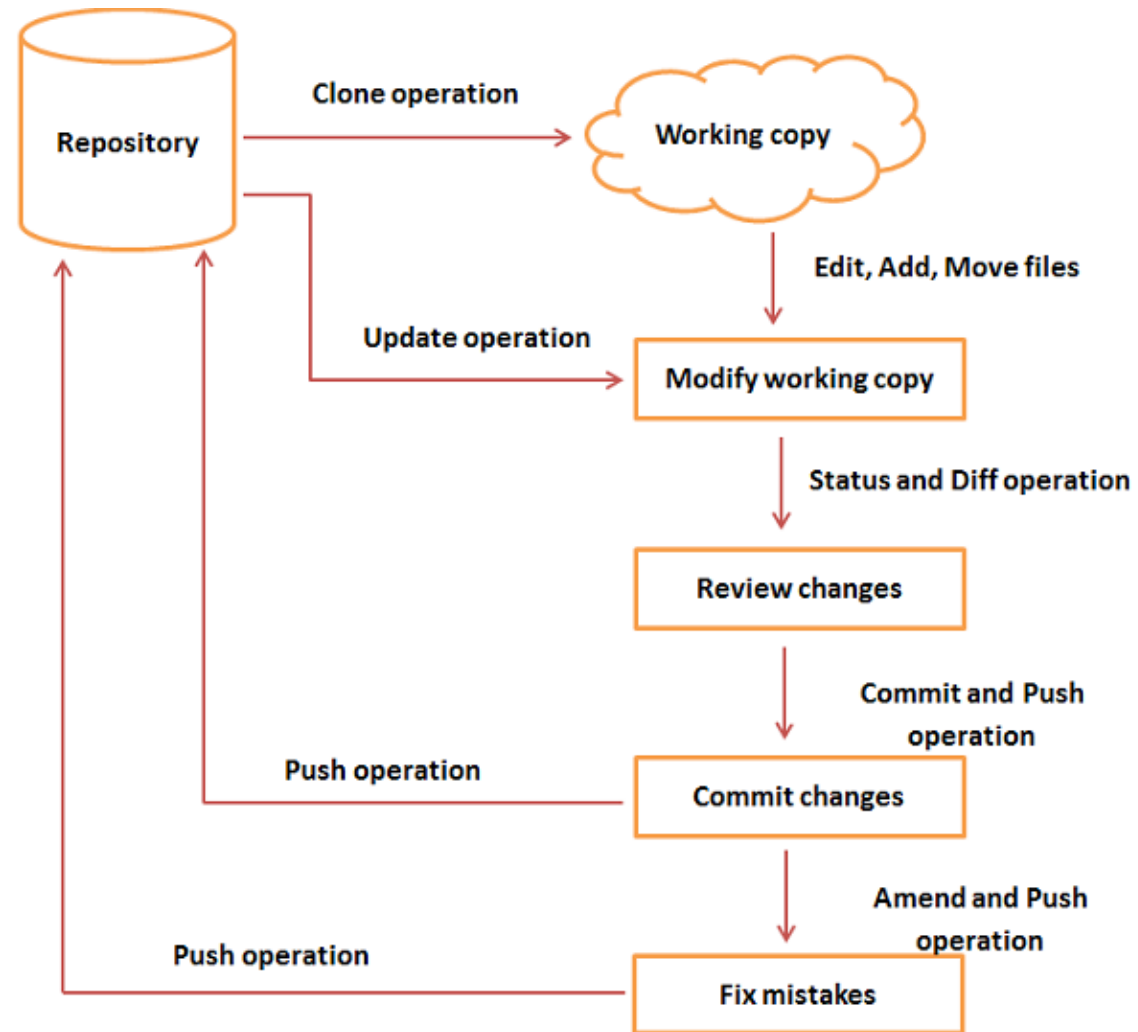 Clone operation
Repository
Working copy
Edit, Add, Move files
Update operation
Modify working copy
Status and Diff operation
Review changes
Commit and Push
operation
Push operation
Commit changes
Amend and Push
operation
Push operation
Fix mistakes